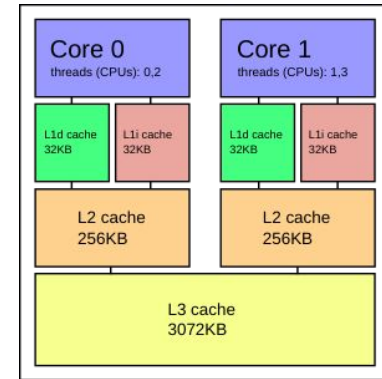 Core 0
threads (CPUs): 0,2
Core 1
threads (CPUs): 1,3
L1d cache
32KB
L1i cache
32KB
L1d cache
32KB
L1i cache
32KB
L2 cache
256KB
L2 cache
256KB
L3 cache
3072KB